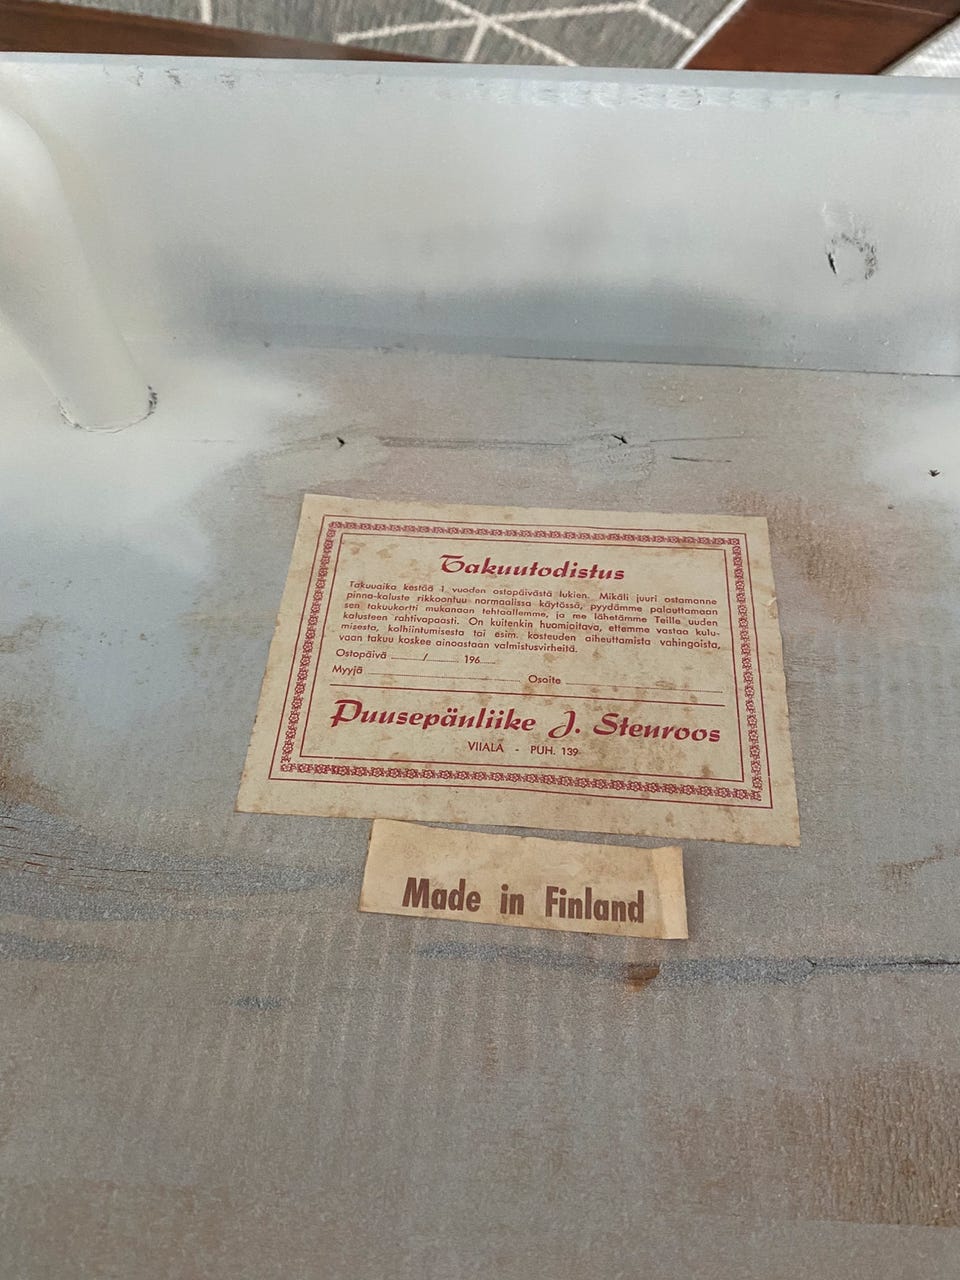 Takuutodistus
Takuuaika kestää 1 vuoden ostopäivästä lukien. Mikäli juuri ostamanne
pinna-kaluste rikkoontuu normaalissa käytössä, pyydämme palauttamaan
sen takuukortti mukanaan tehtaallemme, ja me lähetämme Teille uuden
kalusteen rahtivapaasti. On kuitenkin huomioitava, ettemme vastaa kulu-
misesta, kolhiintumisesta tai esim. kosteuden aiheuttamista vahingoista,
vaan takuu koskee ainoastaan valmistusvirheitä.
Ostopäivä ........./......... 196.....
Myyjä ........................................ Osoite ........................................
Puusepänliike J. Stenroos
VIIALA - PUH. 139
Made in Finland